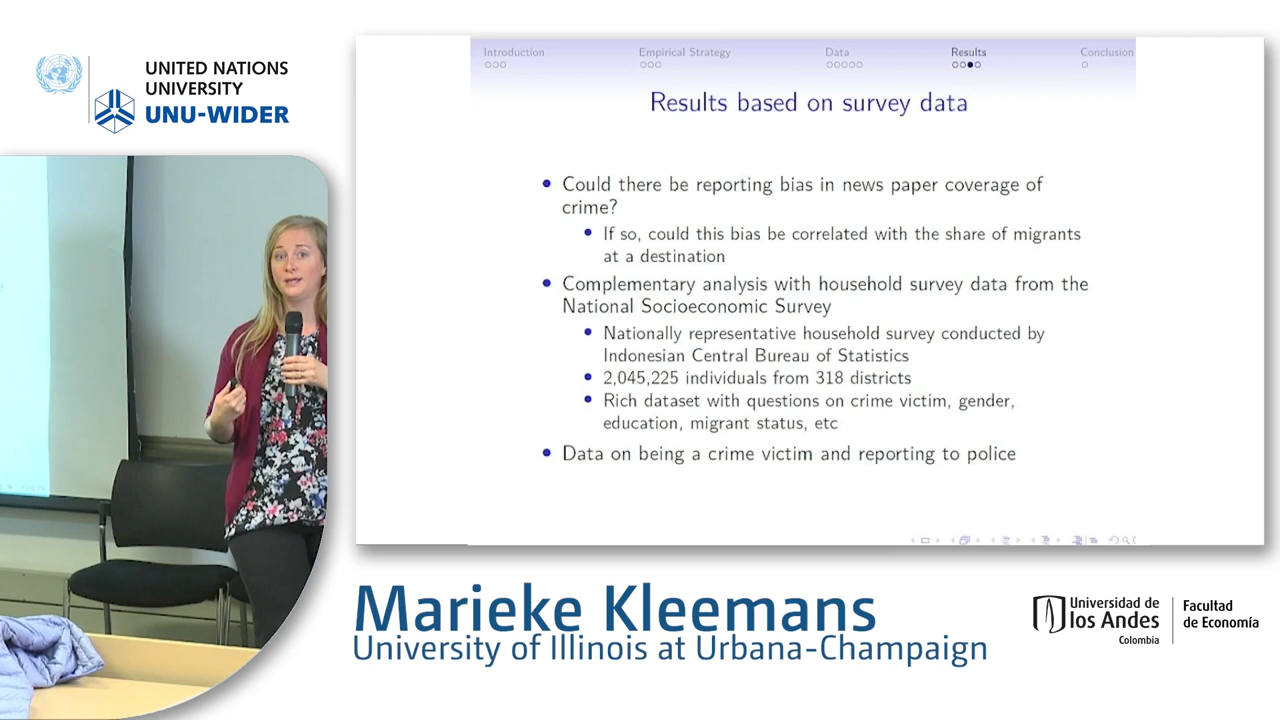 UNITED NATIONS
UNIVERSITY
UNU-WIDER
Introduction
Empirical Strategy
Data
Results
Conclusion
Results based on survey data
Could there be reporting bias in news paper coverage of
crime?
If so, could this bias be correlated with the share of migrants
at a destination
Complementary analysis with household survey data from the
National Socioeconomic Survey
Nationally representative household survey conducted by
Indonesian Central Bureau of Statistics
2,045,225 individuals from 318 districts
Rich dataset with questions on crime victim, gender,
education, migrant status, etc
Data on being a crime victim and reporting to police
Marieke Kleemans
University of Illinois at Urbana-Champaign
Universidad de
los Andes
Colombia
Facultad
de Economía